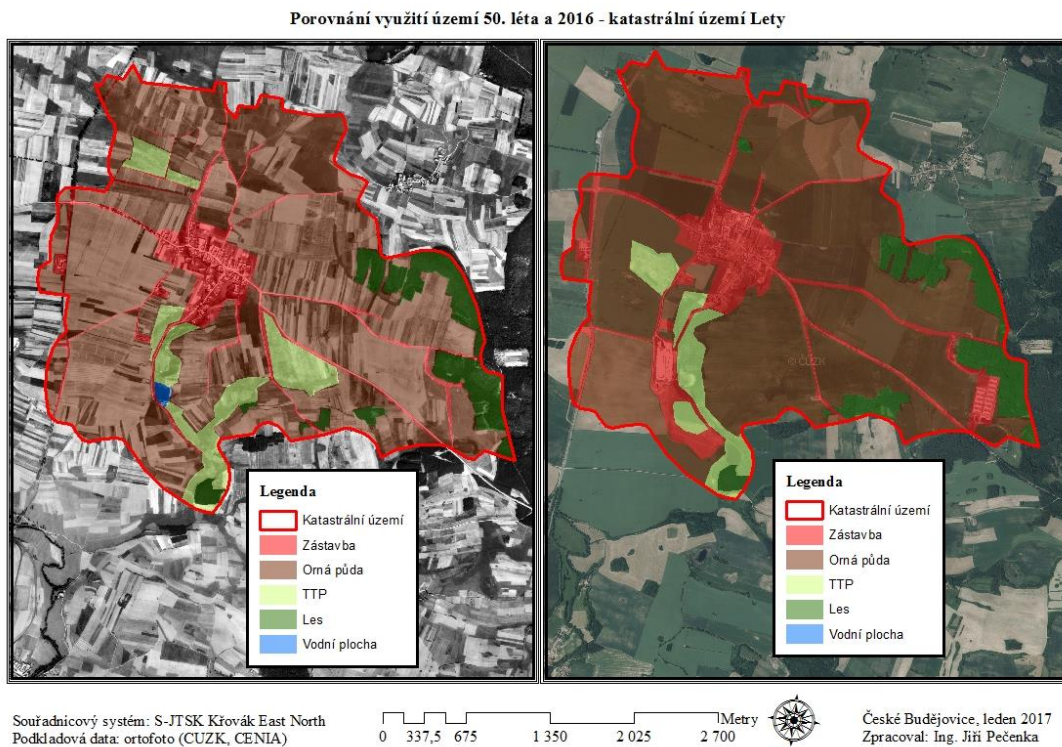 Porovnání využití území 50. léta a 2016 - katastrální území Lety
Legenda
Katastrální území
Zástavba
Orná půda
TTP
Les
Vodní plocha
© ČÚZK
Legenda
Katastrální území
Zástavba
Orná půda
TTP
Les
Vodní plocha
Souřadnicový systém: S-JTSK Křovák East North
Podkladová data: ortofoto (CUZK, CENIA)
Metry
0 337,5 675 1 350 2 025 2 700
České Budějovice, leden 2017
Zpracoval: Ing. Jiří Pečenka